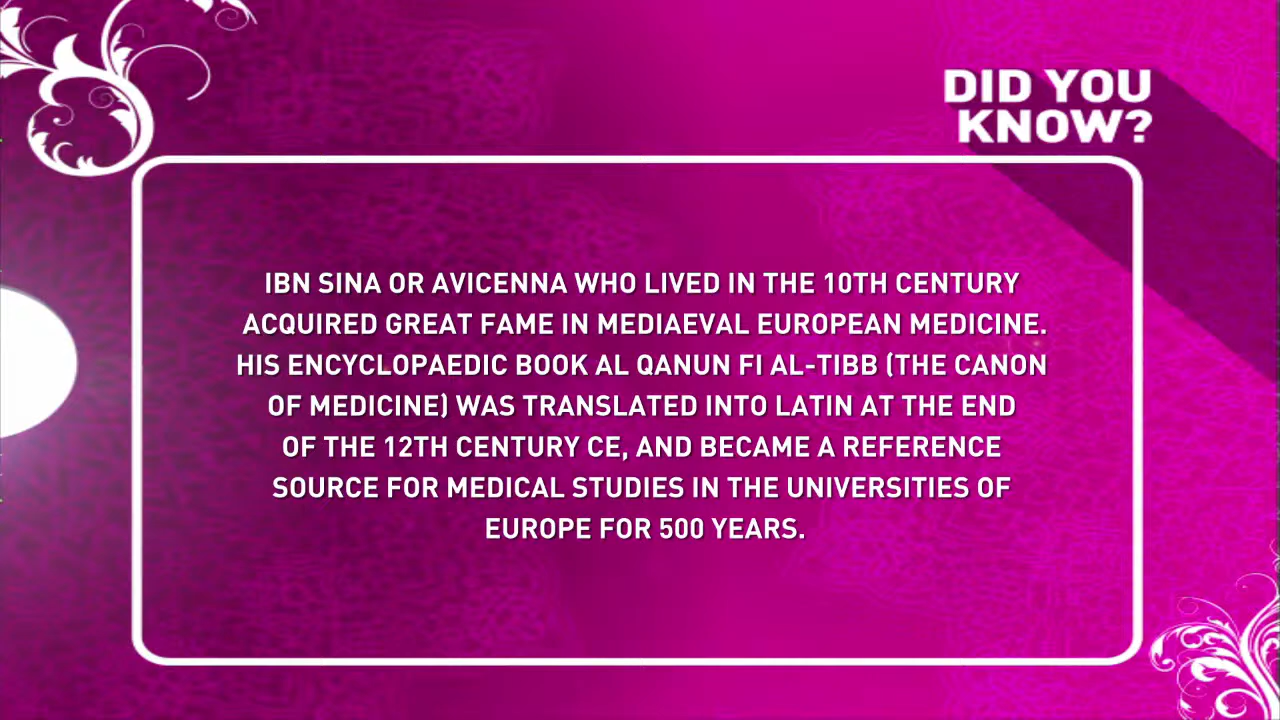 DID YOU
KNOW?
IBN SINA OR AVICENNA WHO LIVED IN THE 10TH CENTURY
ACQUIRED GREAT FAME IN MEDIAEVAL EUROPEAN MEDICINE.
HIS ENCYCLOPAEDIC BOOK AL QANUN FI AL-TIBB (THE CANON
OF MEDICINE) WAS TRANSLATED INTO LATIN AT THE END
OF THE 12TH CENTURY CE, AND BECAME A REFERENCE
SOURCE FOR MEDICAL STUDIES IN THE UNIVERSITIES OF
EUROPE FOR 500 YEARS.